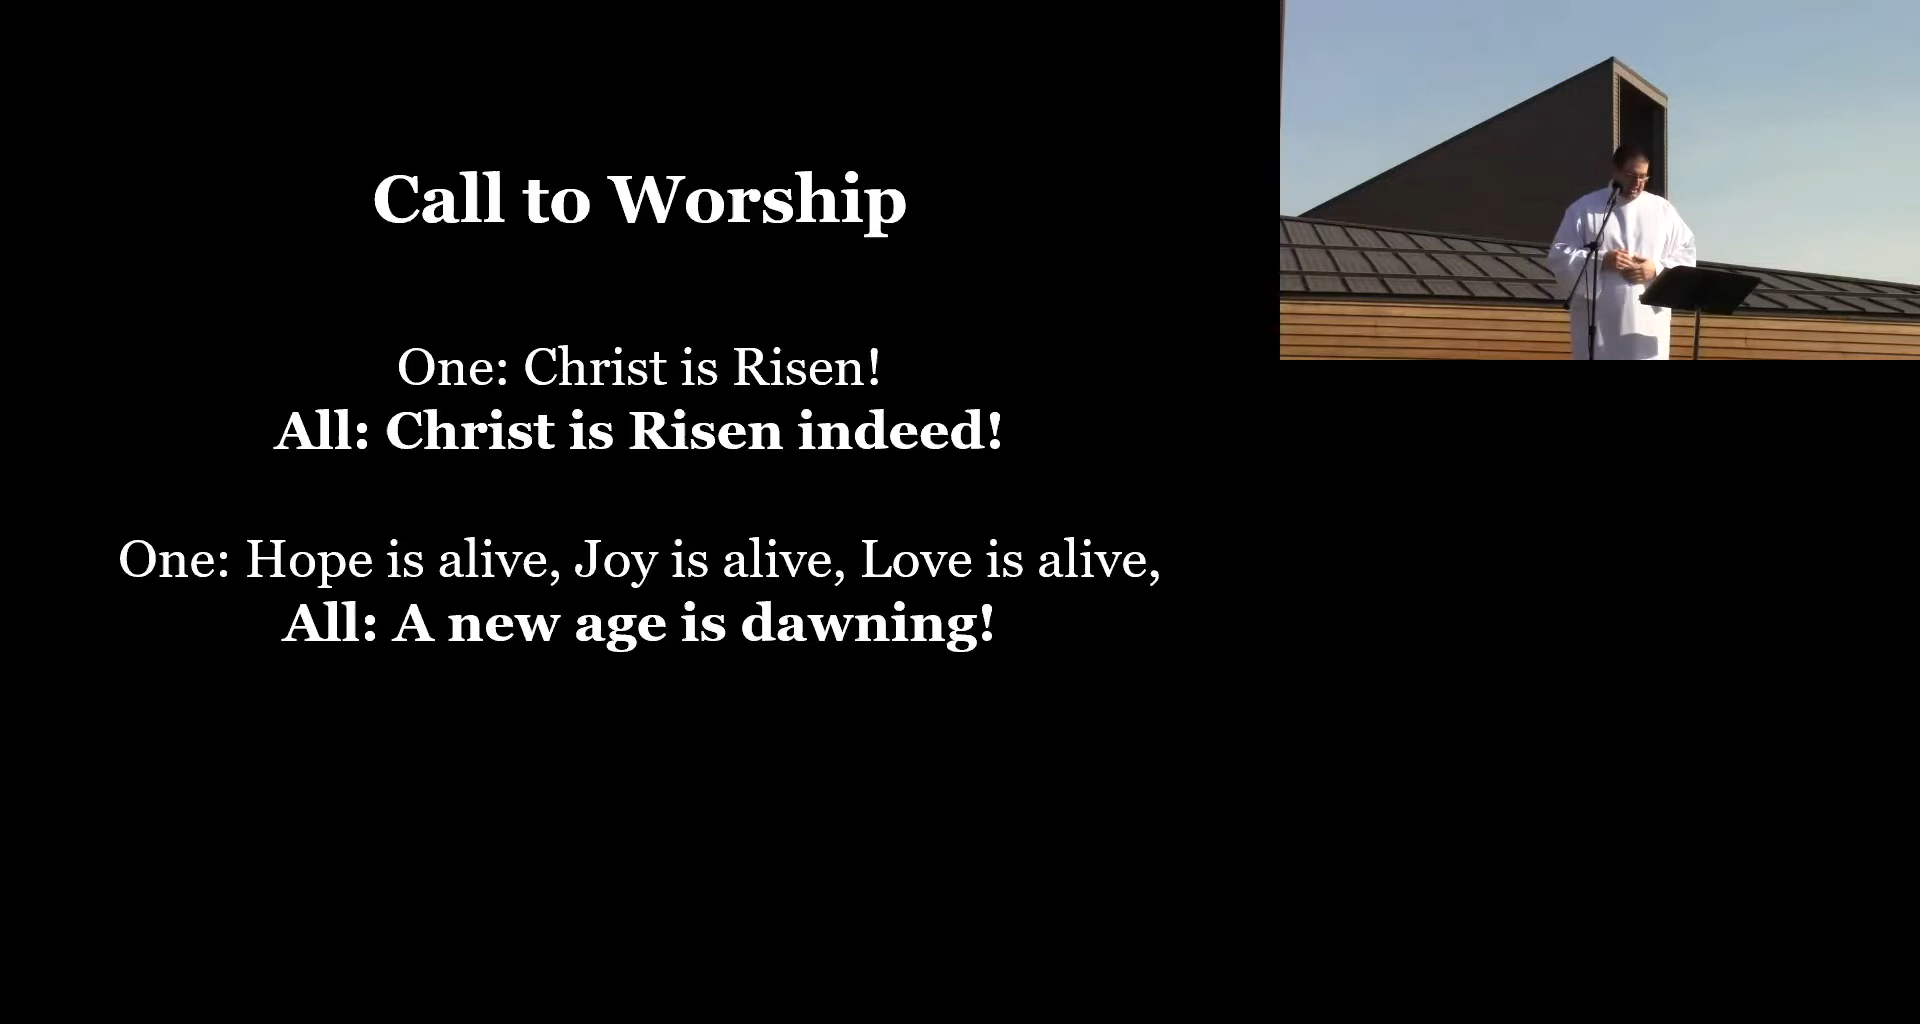 Call to Worship
One: Christ is Risen!
All: Christ is Risen indeed!
One: Hope is alive, Joy is alive, Love is alive,
All: A new age is dawning!